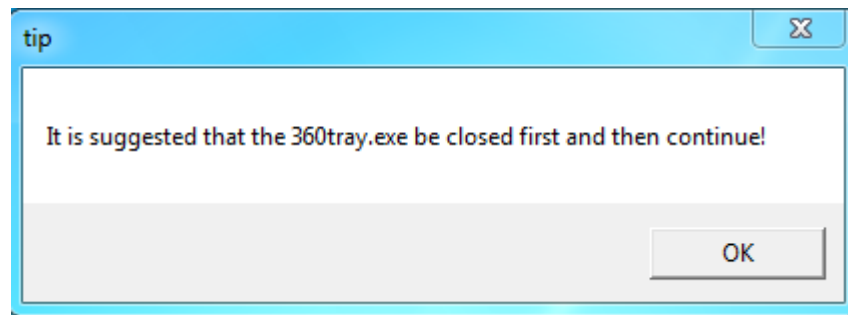 tip
It is suggested that the 360tray.exe be closed first and then continue!
OK